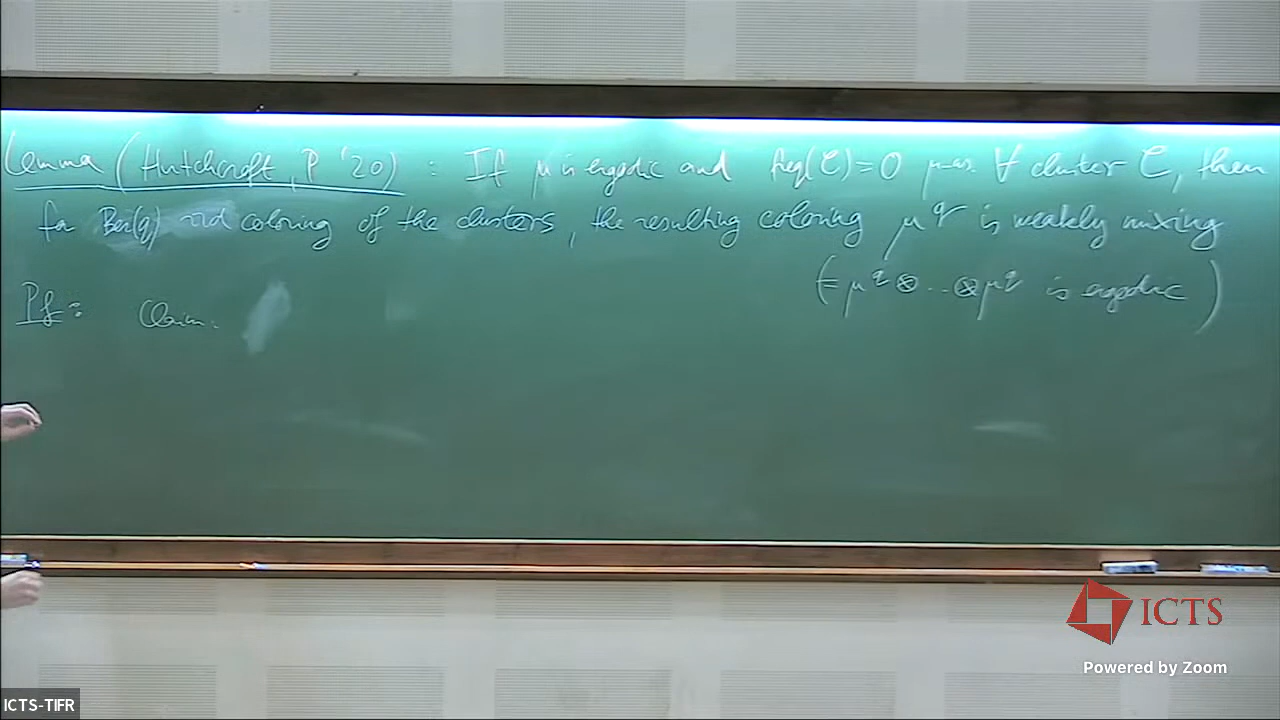 Lemma (Hutchcroft, P '20) : If μ is ergodic and freq(C)=0 μ a.s. ∀ cluster C, then
for Ber(q) iid coloring of the clusters, the resulting coloring μ^q is weakly mixing
(= μ^q ⊗ ... ⊗ μ^q is ergodic )
Pf: Claim:
ICTS
Powered by Zoom
ICTS-TIFR